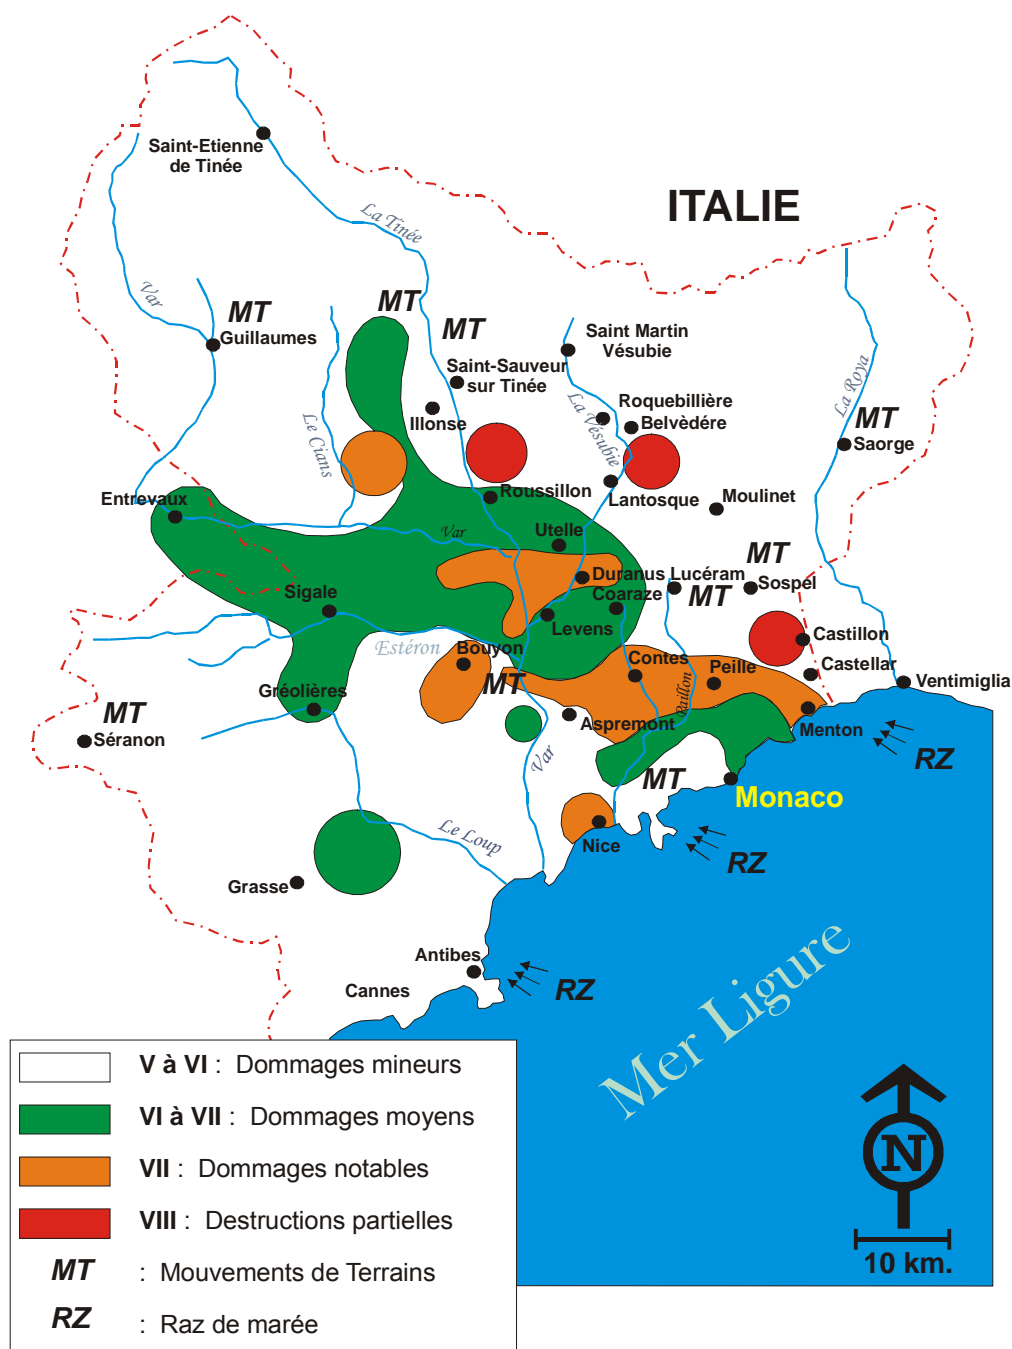 Saint-Etienne
de Tinée
La Tinée
ITALIE
Var
MT
Guillaumes
MT
MT
Saint-Sauveur
sur Tinée
Illonse
Le Cians
Saint Martin
Vésubie
La Vésubie
Roquebillière
Belvèdére
La Roya
MT
Saorge
Entrevaux
Roussillon
Lantosque
Moulinet
Var
Utelle
MT
Duranus
Lucéram
MT
Sospel
Coaraze
Sigale
Levens
Estéron
Bouyon
MT
Contes
Peille
Castillon
Castellar
Ventimiglia
Gréolières
Paillon
MT
Séranon
Aspremont
Menton
RZ
Var
MT
Monaco
Le Loup
Nice
RZ
Grasse
Antibes
RZ
Cannes
Mer Ligure
V à VI : Dommages mineurs
VI à VII : Dommages moyens
VII : Dommages notables
VIII : Destructions partielles
MT : Mouvements de Terrains
RZ : Raz de marée
N
10 km.